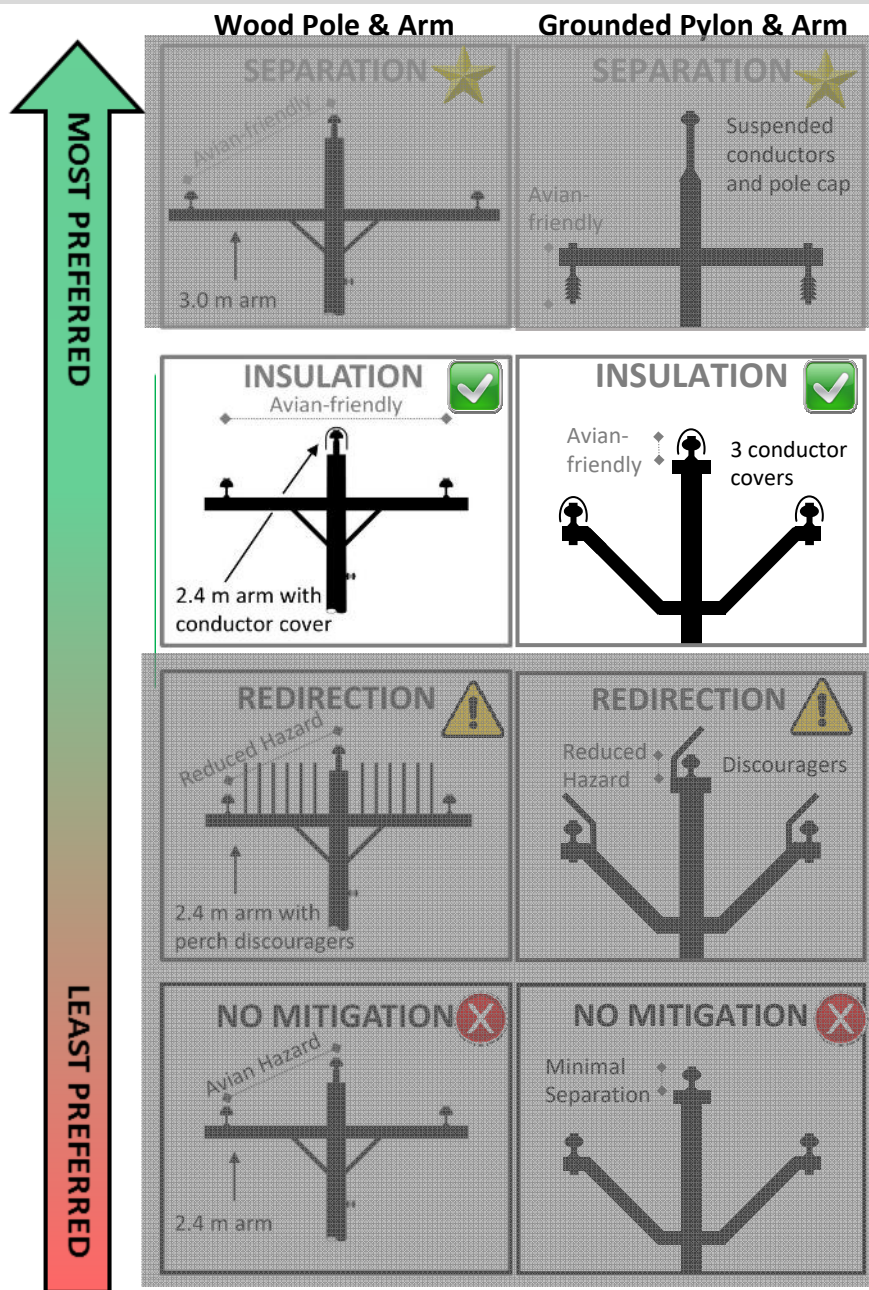 Wood Pole & Arm
Grounded Pylon & Arm
MOST PREFERRED
LEAST PREFERRED
SEPARATION
Avian-friendly
3.0 m arm
SEPARATION
Suspended
conductors
and pole cap
Avian-
friendly
INSULATION
Avian-friendly
2.4 m arm with
conductor cover
INSULATION
Avian-
friendly
3 conductor
covers
REDIRECTION
Reduced Hazard
2.4 m arm with
perch discouragers
REDIRECTION
Reduced
Hazard
Discouragers
NO MITIGATION
Avian Hazard
2.4 m arm
NO MITIGATION
Minimal
Separation